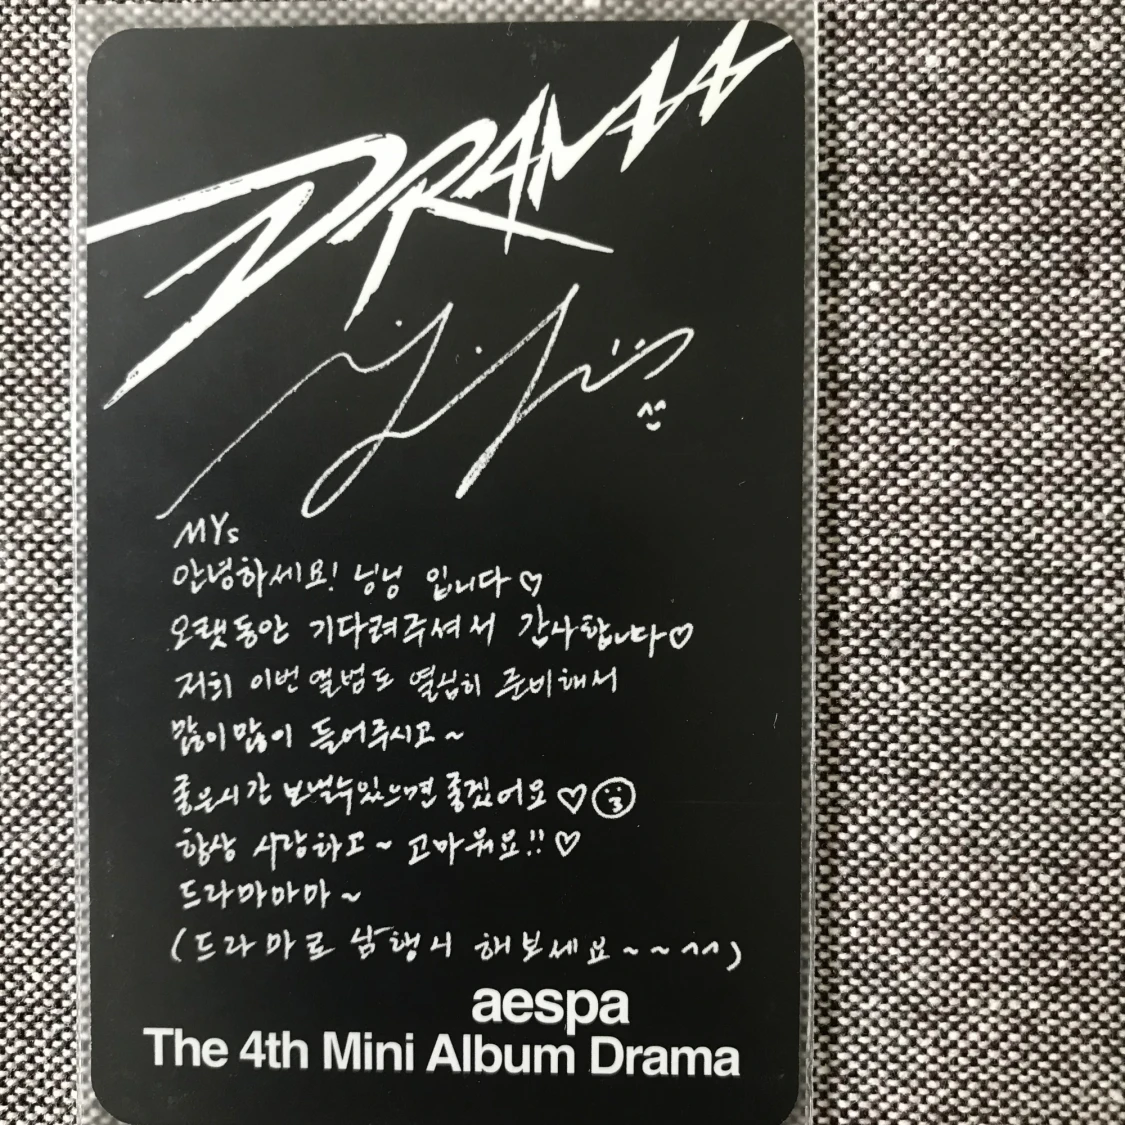 DRAMA
MYs
안녕하세요! 닝닝 입니다♡
오랫동안 기다려주셔서 감사합니다♡
저희 이번 앨범도 열심히 준비해서
많이많이 들어주시고~
좋은시간 보낼수있으면 좋겠어요♡
항상 사랑하고~ 고마워요!!♡
드라마마마~
(드라마로 삼행시 해보세요~~^^)
aespa
The 4th Mini Album Drama